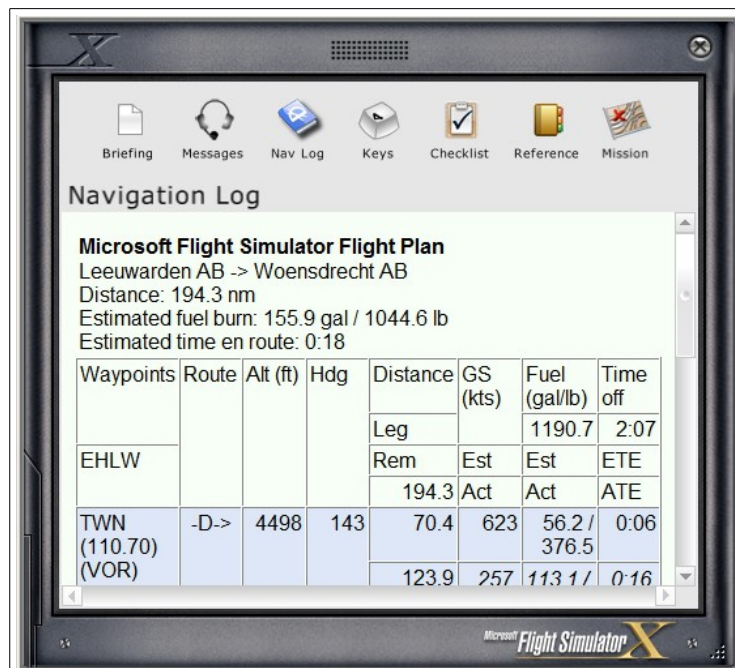 Briefing Messages Nav Log Keys Checklist Reference Mission
Navigation Log
Microsoft Flight Simulator Flight Plan
Leeuwarden AB -> Woensdrecht AB
Distance: 194.3 nm
Estimated fuel burn: 155.9 gal / 1044.6 lb
Estimated time en route: 0:18
Waypoints Route Alt (ft) Hdg Distance GS (kts) Fuel (gal/lb) Time off
Leg 1190.7 2:07
EHLW Rem Est Est ETE
194.3 Act Act ATE
TWN (110.70) (VOR) -D-> 4498 143 70.4 623 56.2 / 376.5 0:06
123.9 257 113.1 / 0:16
Microsoft Flight Simulator X